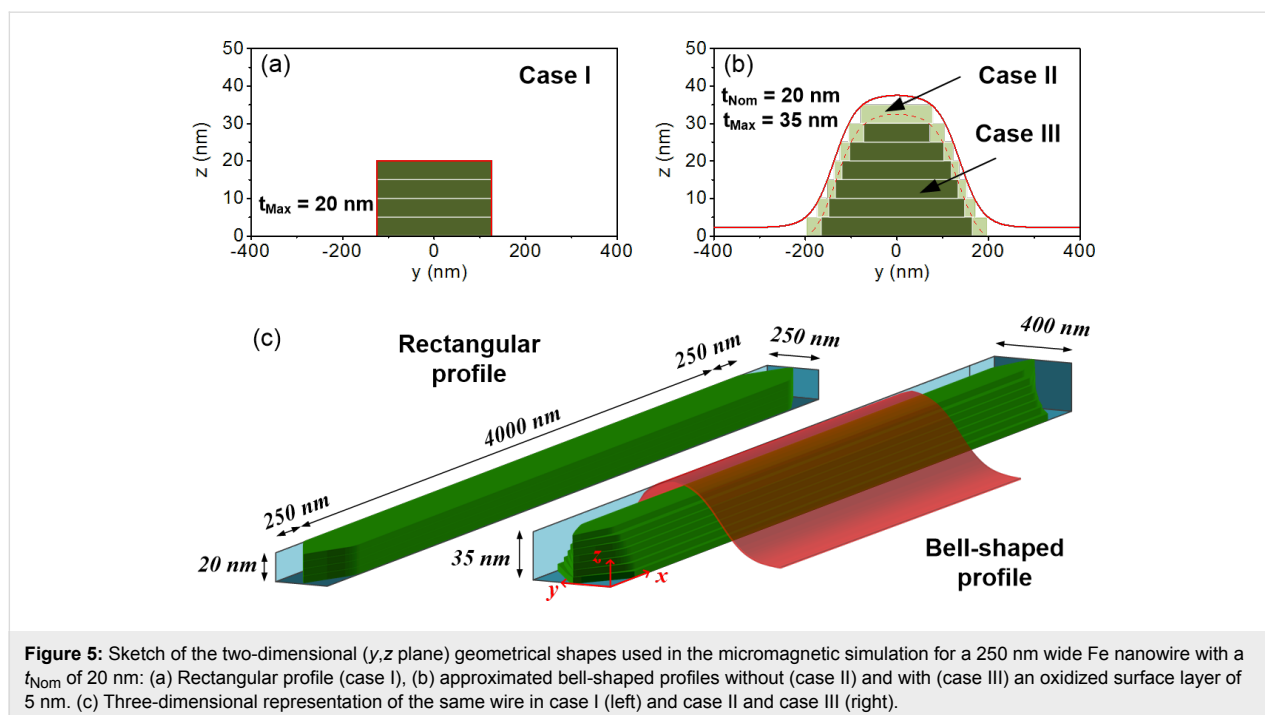 (a)
Case I
t_Max = 20 nm
z (nm)
50
40
30
20
10
0
-400
-200
0
200
400
y (nm)
(b)
Case II
t_Nom = 20 nm
t_Max = 35 nm
Case III
z (nm)
50
40
30
20
10
0
-400
-200
0
200
400
y (nm)
(c)
Rectangular
profile
250 nm
250 nm
400 nm
4000 nm
250 nm
20 nm
35 nm
z
x
y
Bell-shaped
profile
Figure 5: Sketch of the two-dimensional (y,z plane) geometrical shapes used in the micromagnetic simulation for a 250 nm wide Fe nanowire with a
t_Nom of 20 nm: (a) Rectangular profile (case I), (b) approximated bell-shaped profiles without (case II) and with (case III) an oxidized surface layer of
5 nm. (c) Three-dimensional representation of the same wire in case I (left) and case II and case III (right).